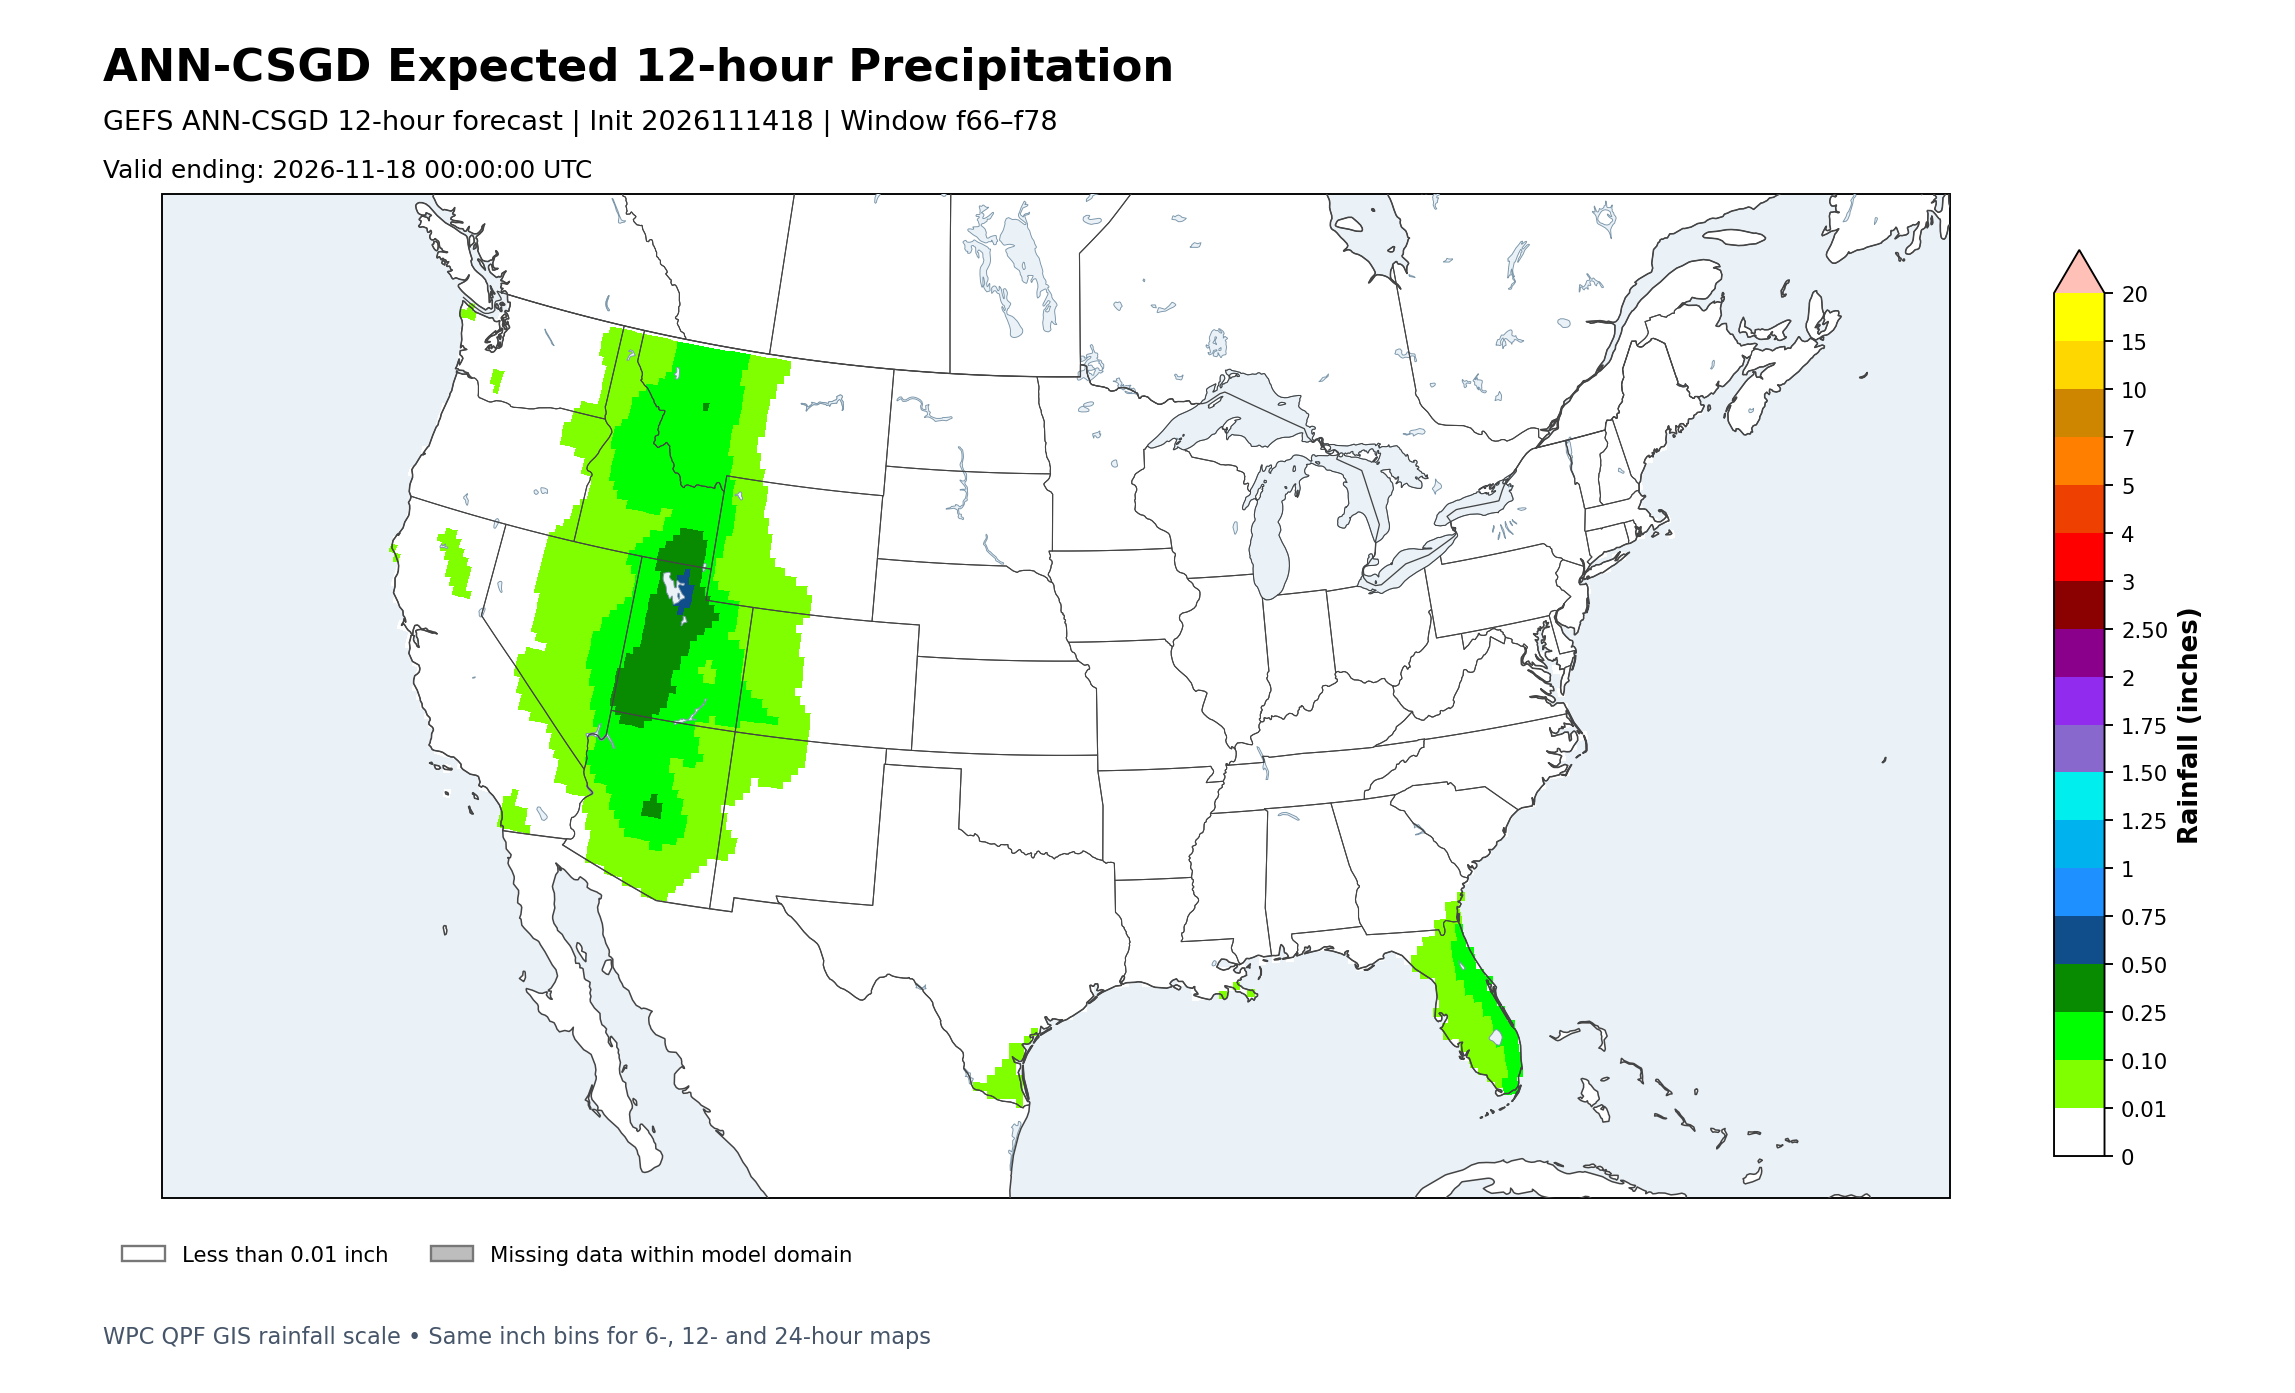 ANN-CSGD Expected 12-hour Precipitation
GEFS ANN-CSGD 12-hour forecast | Init 2026111418 | Window f66–f78
Valid ending: 2026-11-18 00:00:00 UTC
20
15
10
7
5
4
3
2.50
2
1.75
1.50
1.25
1
0.75
0.50
0.25
0.10
0.01
0
Rainfall (inches)
Less than 0.01 inch
Missing data within model domain
WPC QPF GIS rainfall scale • Same inch bins for 6-, 12- and 24-hour maps